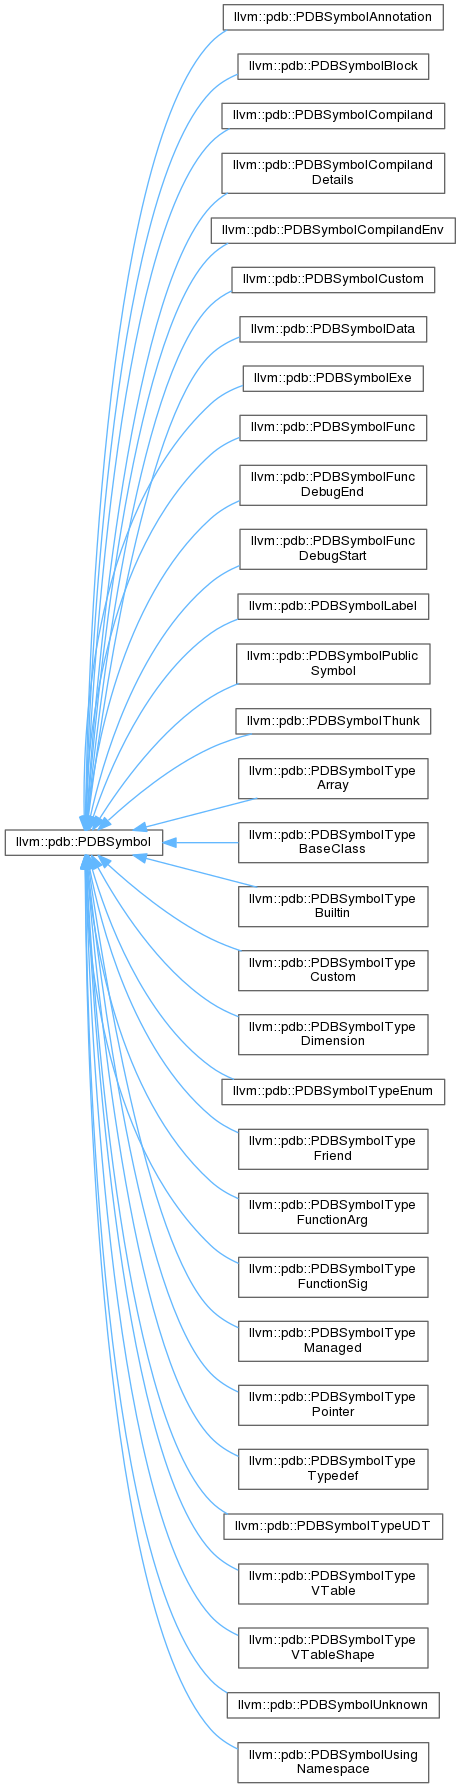 llvm::pdb::PDBSymbolAnnotation
llvm::pdb::PDBSymbolBlock
llvm::pdb::PDBSymbolCompiland
llvm::pdb::PDBSymbolCompiland
Details
llvm::pdb::PDBSymbolCompilandEnv
llvm::pdb::PDBSymbolCustom
llvm::pdb::PDBSymbolData
llvm::pdb::PDBSymbolExe
llvm::pdb::PDBSymbolFunc
llvm::pdb::PDBSymbolFunc
DebugEnd
llvm::pdb::PDBSymbolFunc
DebugStart
llvm::pdb::PDBSymbolLabel
llvm::pdb::PDBSymbolPublic
Symbol
llvm::pdb::PDBSymbolThunk
llvm::pdb::PDBSymbolType
Array
llvm::pdb::PDBSymbol
llvm::pdb::PDBSymbolType
BaseClass
llvm::pdb::PDBSymbolType
Builtin
llvm::pdb::PDBSymbolType
Custom
llvm::pdb::PDBSymbolType
Dimension
llvm::pdb::PDBSymbolTypeEnum
llvm::pdb::PDBSymbolType
Friend
llvm::pdb::PDBSymbolType
FunctionArg
llvm::pdb::PDBSymbolType
FunctionSig
llvm::pdb::PDBSymbolType
Managed
llvm::pdb::PDBSymbolType
Pointer
llvm::pdb::PDBSymbolType
Typedef
llvm::pdb::PDBSymbolTypeUDT
llvm::pdb::PDBSymbolType
VTable
llvm::pdb::PDBSymbolType
VTableShape
llvm::pdb::PDBSymbolUnknown
llvm::pdb::PDBSymbolUsing
Namespace